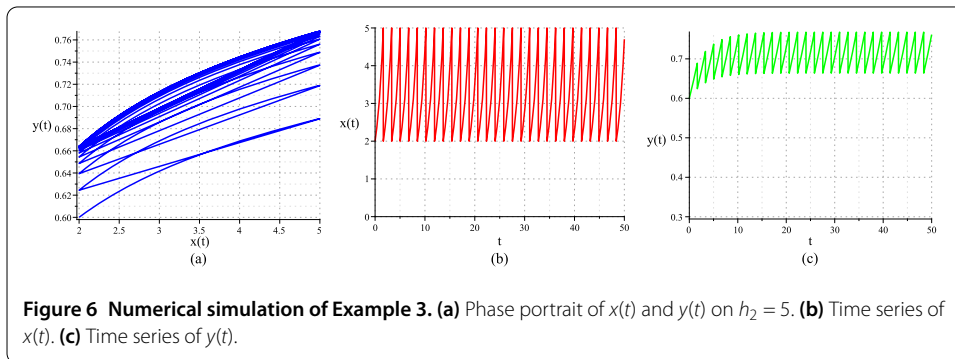 0.76
0.74
0.72
0.70
y(t)
0.68
0.66
0.64
0.62
0.60
2 2.5 3 3.5 4 4.5 5
x(t)
(a)
5
4
3
x(t)
2
1
0
0 10 20 30 40 50
t
(b)
0.7
0.6
0.5
y(t)
0.4
0.3
0 10 20 30 40 50
t
(c)
Figure 6 Numerical simulation of Example 3. (a) Phase portrait of x(t) and y(t) on h₂ = 5. (b) Time series of
x(t). (c) Time series of y(t).